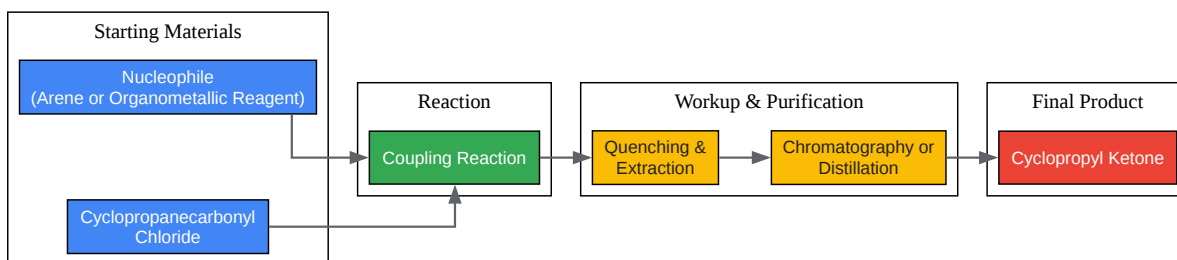 Starting Materials
Nucleophile
(Arene or Organometallic Reagent)
Cyclopropanecarbonyl
Chloride
Reaction
Coupling Reaction
Workup & Purification
Quenching &
Extraction
Chromatography or
Distillation
Final Product
Cyclopropyl Ketone